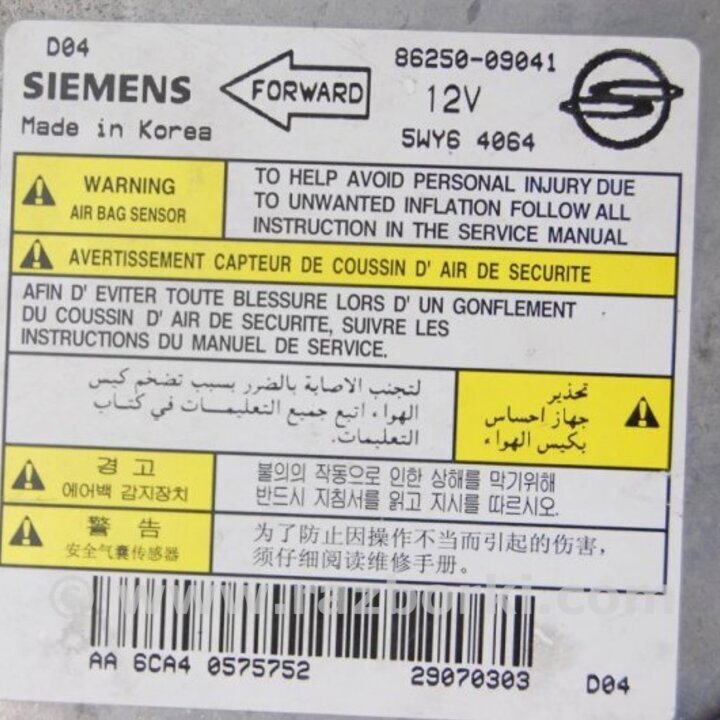 D04
SIEMENS
Made in Korea
FORWARD
86250-09041
12V
5WY6 4064
WARNING
AIR BAG SENSOR
TO HELP AVOID PERSONAL INJURY DUE
TO UNWANTED INFLATION FOLLOW ALL
INSTRUCTION IN THE SERVICE MANUAL
AVERTISSEMENT CAPTEUR DE COUSSIN D' AIR DE SECURITE
AFIN D' EVITER TOUTE BLESSURE LORS D' UN GONFLEMENT
DU COUSSIN D' AIR DE SECURITE, SUIVRE LES
INSTRUCTIONS DU MANUEL DE SERVICE.
تحذير
جهاز احساس
بكيس الهواء
لتجنب الاصابة بالضرر بسبب تضخم كيس
الهواء اتبع جميع التعليمات في كتاب
التعليمات.
경 고
에어백 감지장치
불의의 작동으로 인한 상해를 막기위해
반드시 지침서를 읽고 지시를 따르시오.
警 告
安全气囊传感器
为了防止因操作不当而引起的伤害，
须仔细阅读维修手册.
© www.razborki.com
AA 6CA4 0575752
29070303
D04